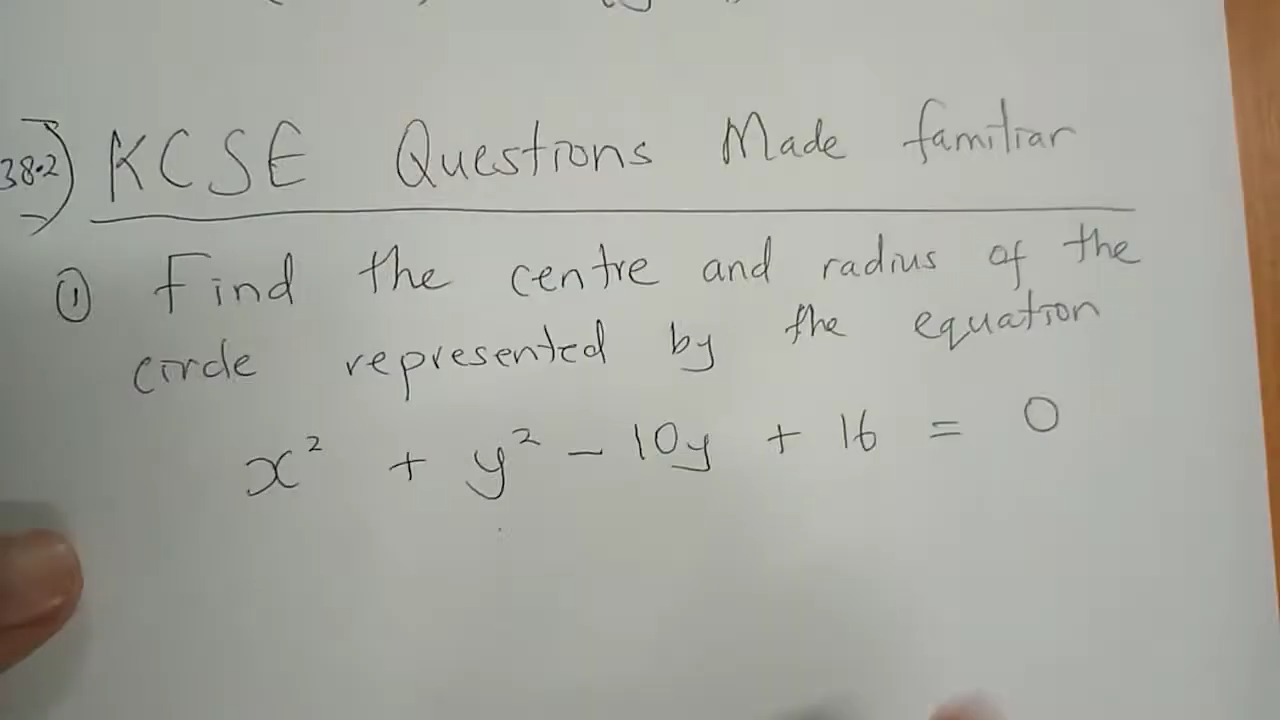 38.2) KCSE Questions Made familiar
① Find the centre and radius of the
circle represented by the equation
x² + y² - 10y + 16 = 0